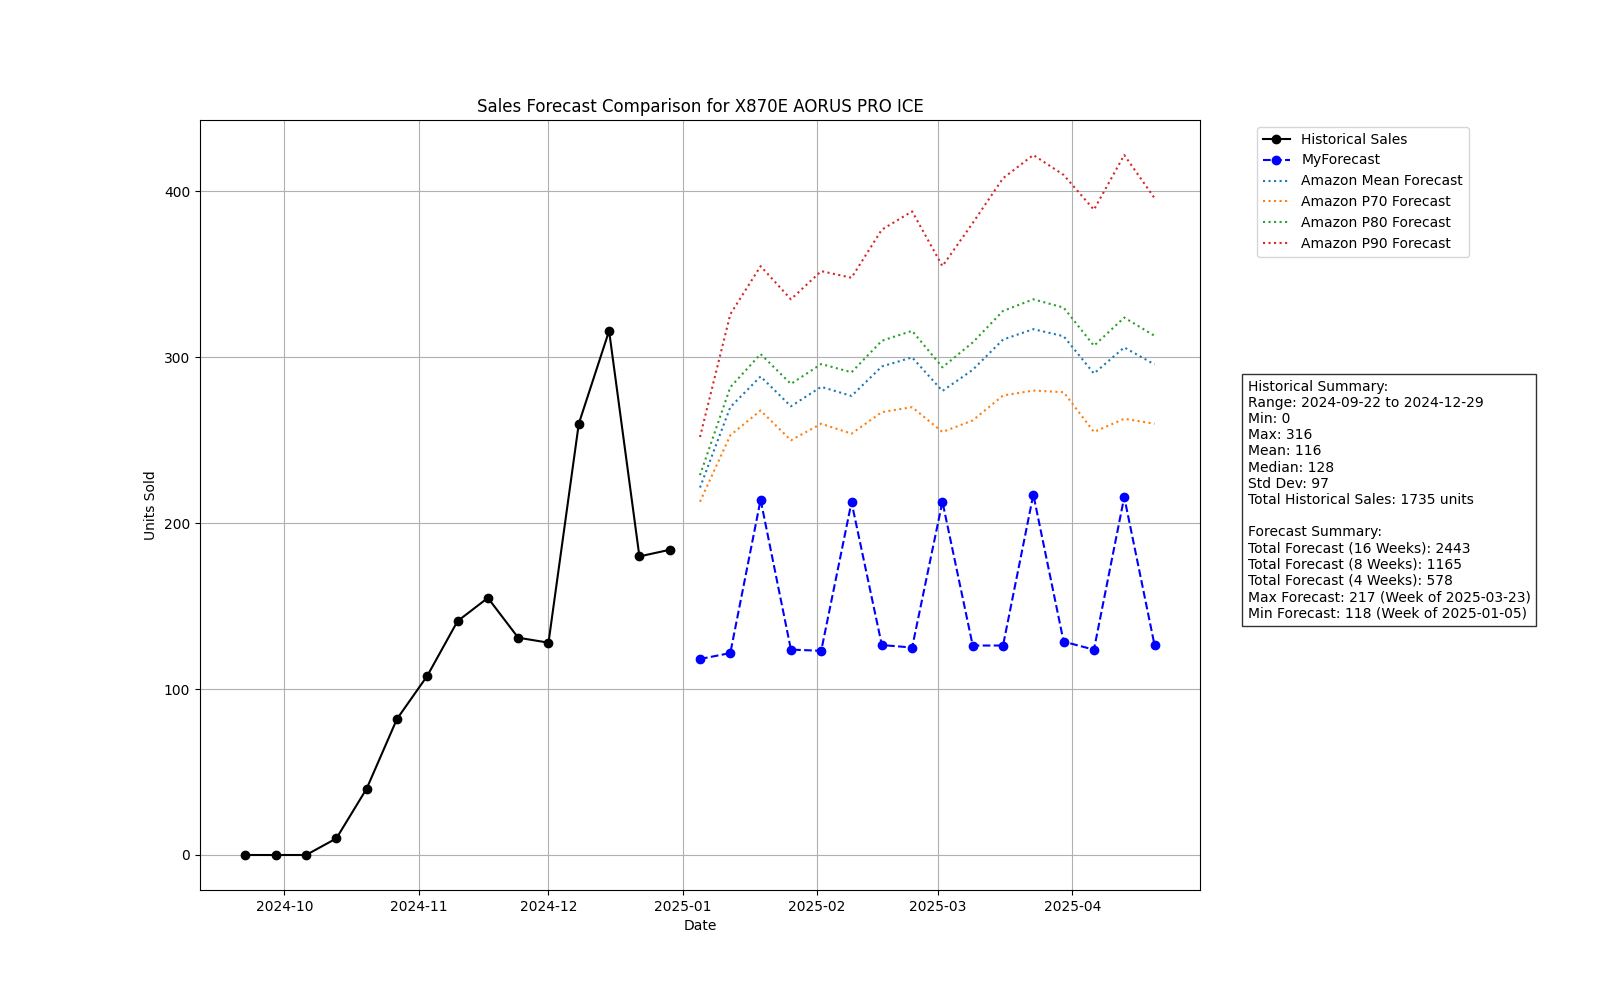 Sales Forecast Comparison for X870E AORUS PRO ICE
Historical Sales
MyForecast
Amazon Mean Forecast
Amazon P70 Forecast
Amazon P80 Forecast
Amazon P90 Forecast
400
300
200
100
0
Units Sold
2024-10
2024-11
2024-12
2025-01
2025-02
2025-03
2025-04
Date
Historical Summary:
Range: 2024-09-22 to 2024-12-29
Min: 0
Max: 316
Mean: 116
Median: 128
Std Dev: 97
Total Historical Sales: 1735 units
Forecast Summary:
Total Forecast (16 Weeks): 2443
Total Forecast (8 Weeks): 1165
Total Forecast (4 Weeks): 578
Max Forecast: 217 (Week of 2025-03-23)
Min Forecast: 118 (Week of 2025-01-05)